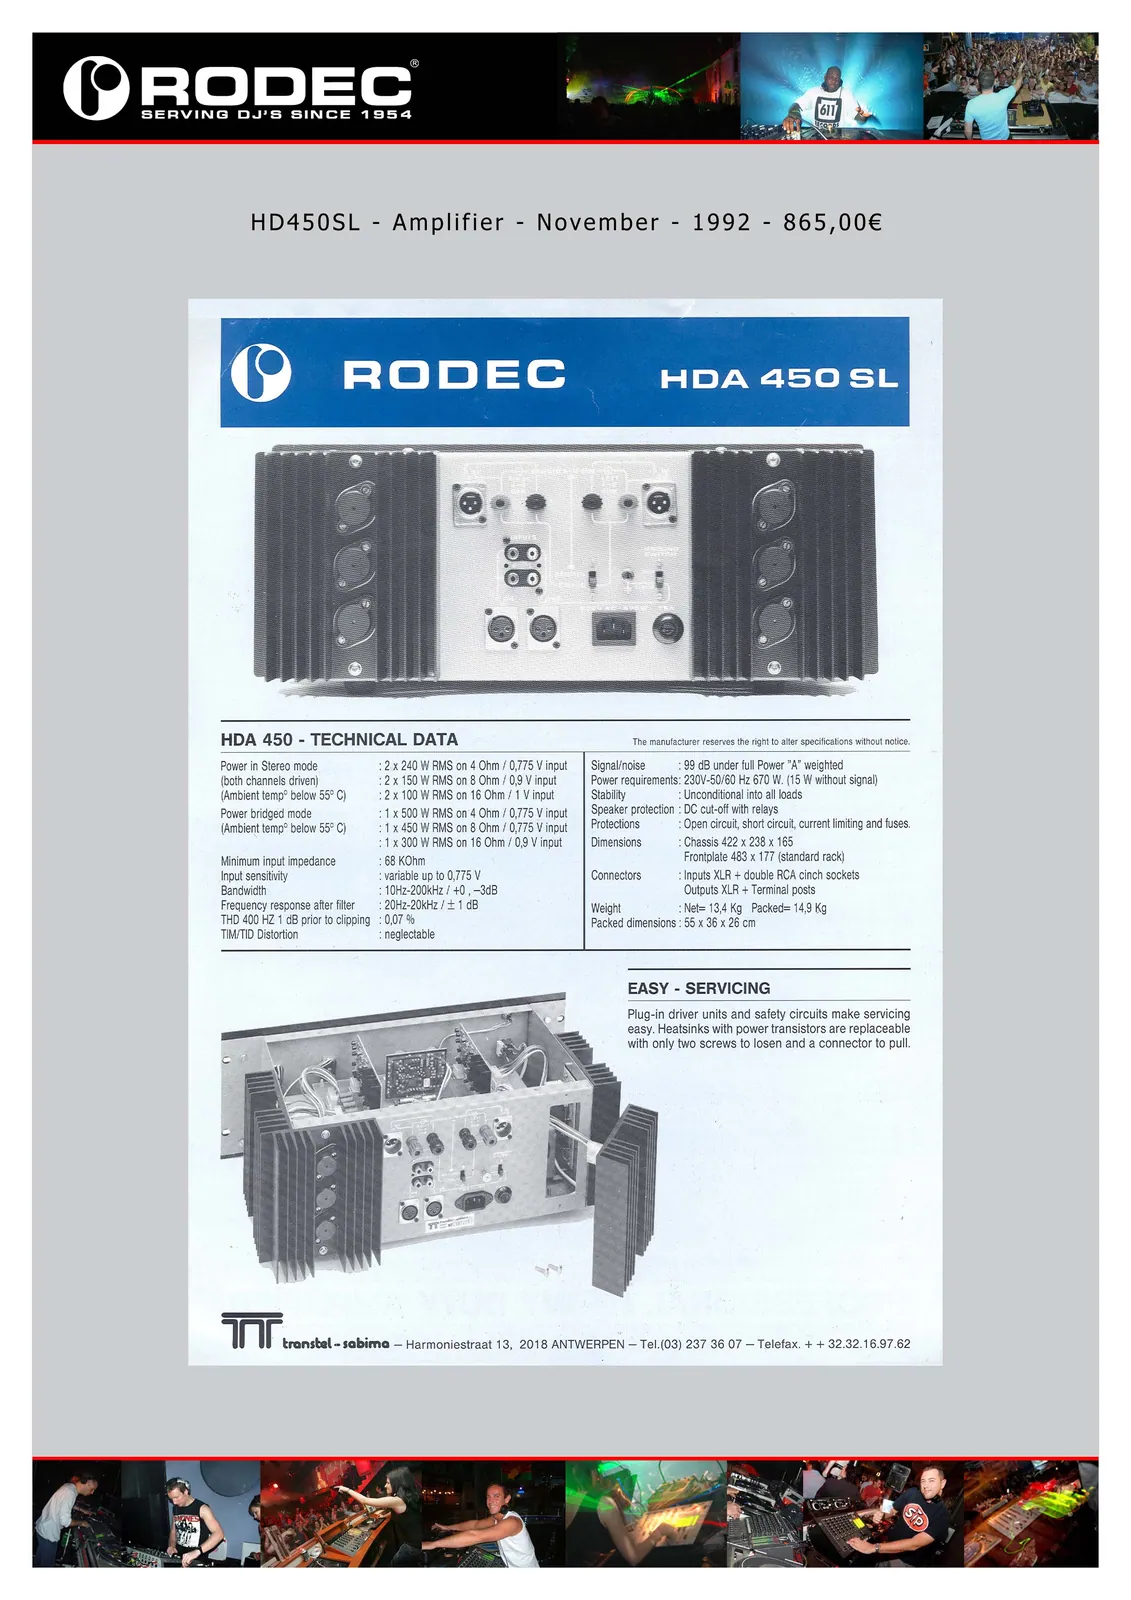 RODEC®
SERVING DJ'S SINCE 1954
611
HD450SL - Amplifier - November - 1992 - 865,00€
RODEC
HDA 450 SL
INPUTS
HDA 450 - TECHNICAL DATA
The manufacturer reserves the right to alter specifications without notice.
Power in Stereo mode : 2 x 240 W RMS on 4 Ohm / 0,775 V input
(both channels driven) : 2 x 150 W RMS on 8 Ohm / 0,9 V input
(Ambient temp° below 55° C) : 2 x 100 W RMS on 16 Ohm / 1 V input
Power bridged mode : 1 x 500 W RMS on 4 Ohm / 0,775 V input
(Ambient temp° below 55° C) : 1 x 450 W RMS on 8 Ohm / 0,775 V input
: 1 x 300 W RMS on 16 Ohm / 0,9 V input
Minimum input impedance : 68 KOhm
Input sensitivity : variable up to 0,775 V
Bandwidth : 10Hz-200kHz / +0 , –3dB
Frequency response after filter : 20Hz-20kHz / ± 1 dB
THD 400 HZ 1 dB prior to clipping : 0,07 %
TIM/TID Distortion : neglectable
Signal/noise : 99 dB under full Power "A" weighted
Power requirements : 230V-50/60 Hz 670 W. (15 W without signal)
Stability : Unconditional into all loads
Speaker protection : DC cut-off with relays
Protections : Open circuit, short circuit, current limiting and fuses.
Dimensions : Chassis 422 x 238 x 165
Frontplate 483 x 177 (standard rack)
Connectors : Inputs XLR + double RCA cinch sockets
Outputs XLR + Terminal posts
Weight : Net= 13,4 Kg Packed= 14,9 Kg
Packed dimensions : 55 x 36 x 26 cm
EASY - SERVICING
Plug-in driver units and safety circuits make servicing
easy. Heatsinks with power transistors are replaceable
with only two screws to losen and a connector to pull.
transtel - sabima – Harmoniestraat 13, 2018 ANTWERPEN – Tel.(03) 237 36 07 – Telefax. + + 32.32.16.97.62